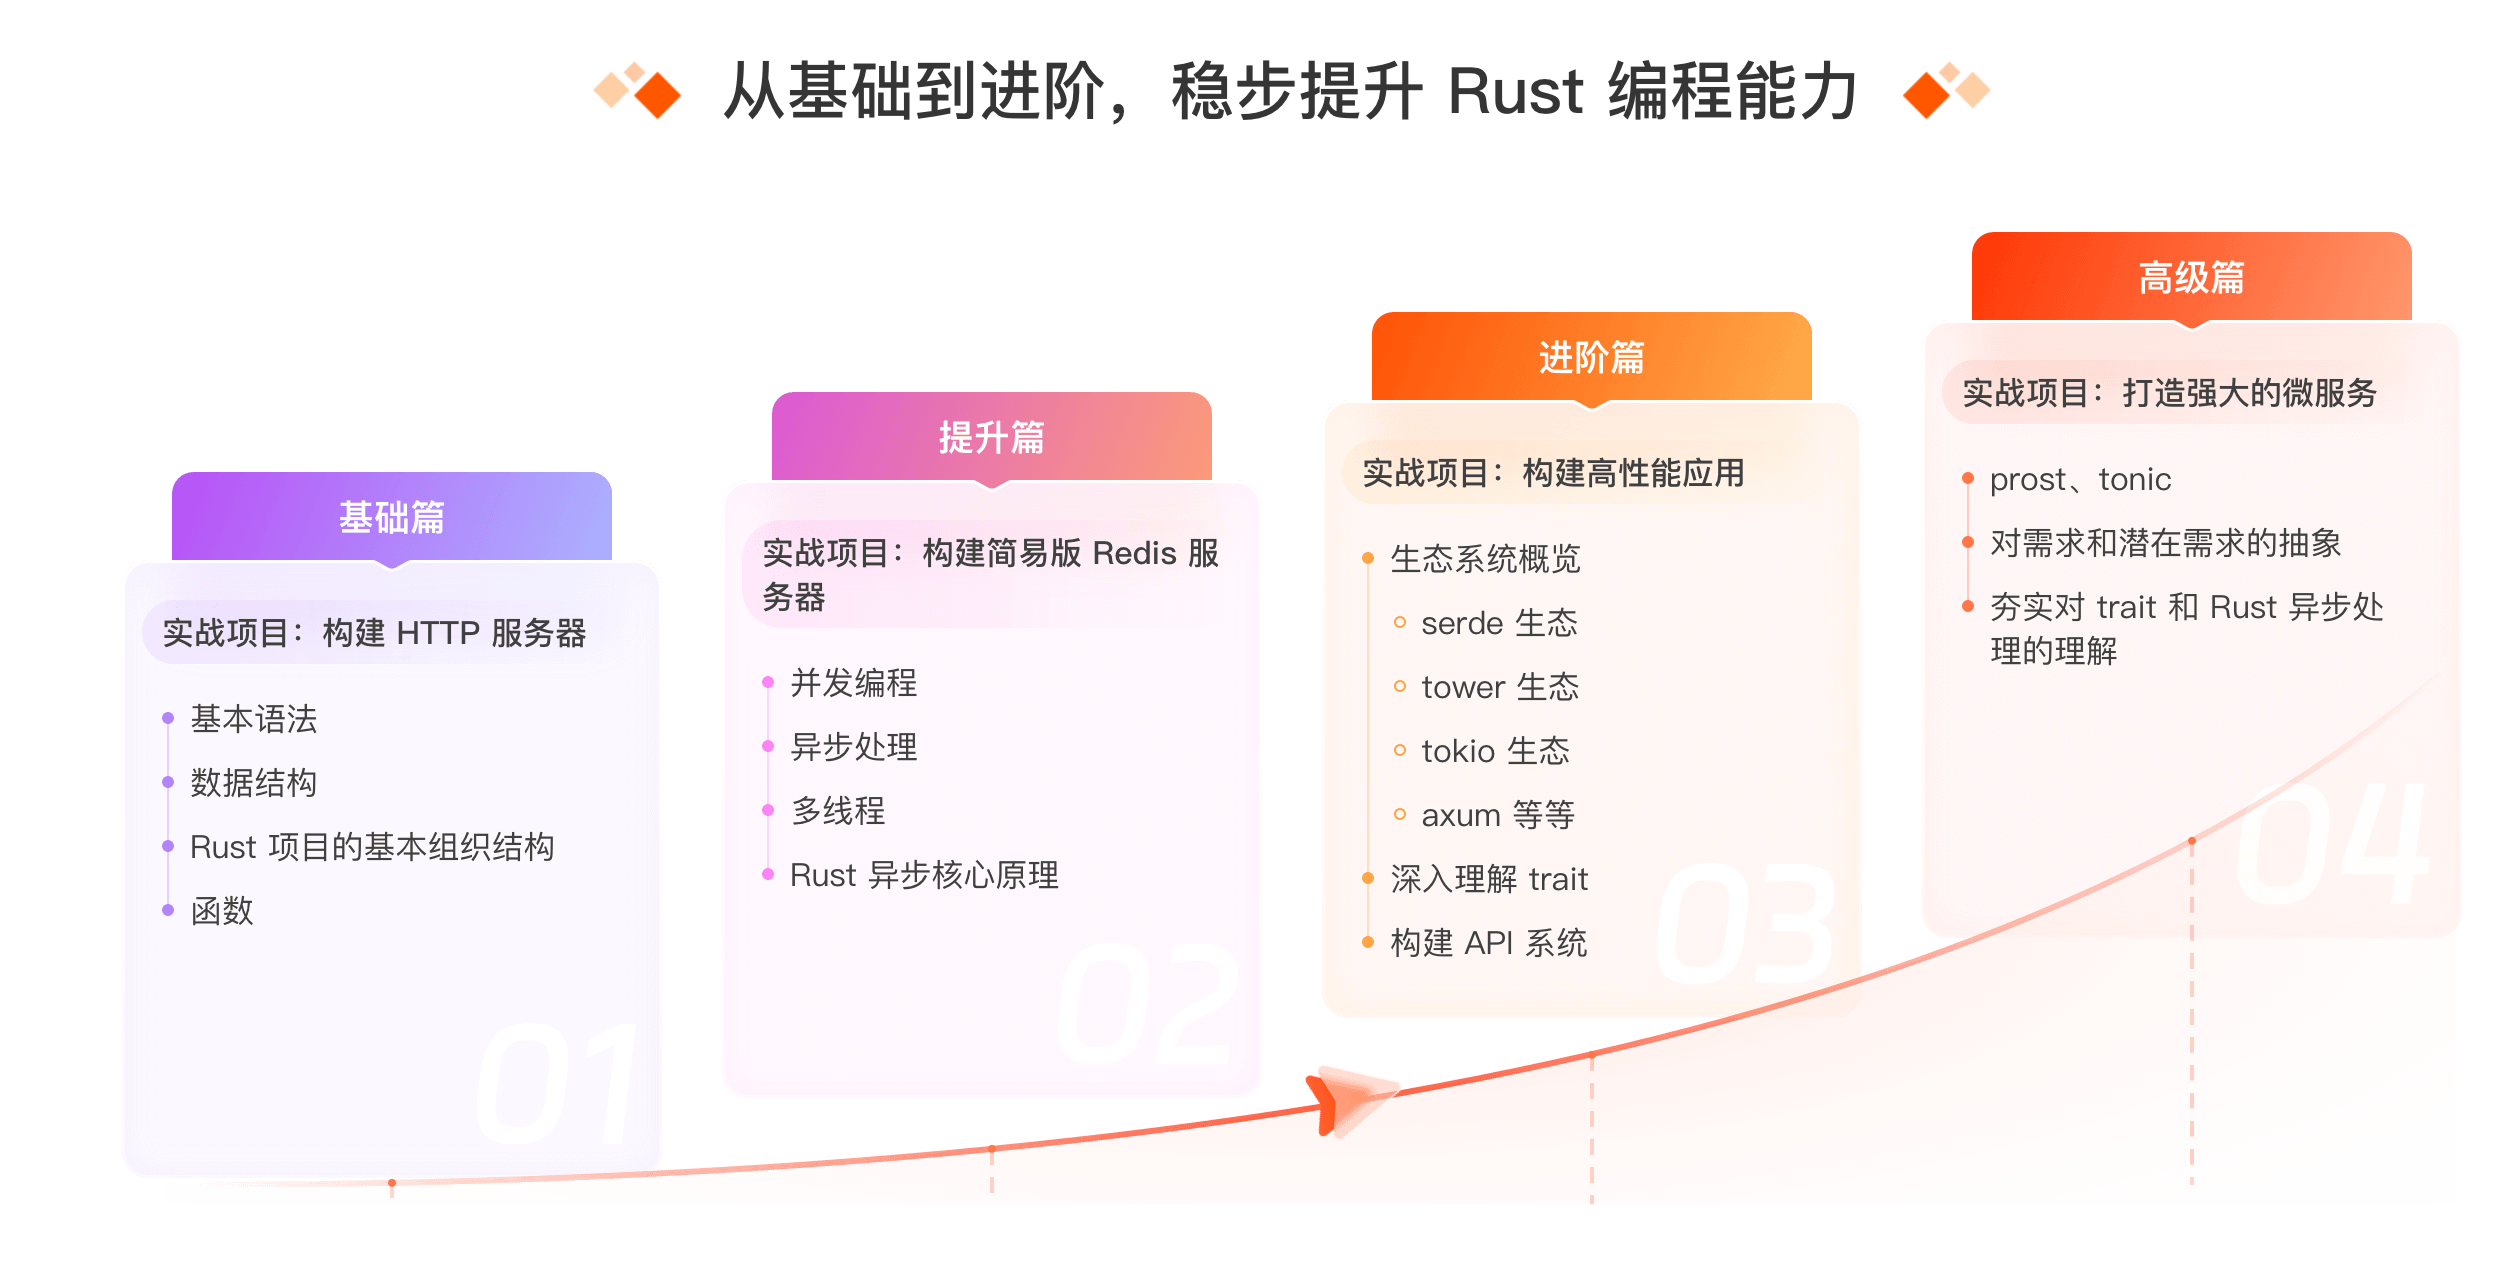 从基础到进阶，稳步提升 Rust 编程能力
基础篇
实战项目：构建 HTTP 服务器
基本语法
数据结构
Rust 项目的基本组织结构
函数
01
提升篇
实战项目：构建简易版 Redis 服
务器
并发编程
异步处理
多线程
Rust 异步核心原理
02
进阶篇
实战项目：构建高性能应用
生态系统概览
serde 生态
tower 生态
tokio 生态
axum 等等
深入理解 trait
构建 API 系统
03
高级篇
实战项目：打造强大的微服务
prost、tonic
对需求和潜在需求的抽象
夯实对 trait 和 Rust 异步处
理的理解
04